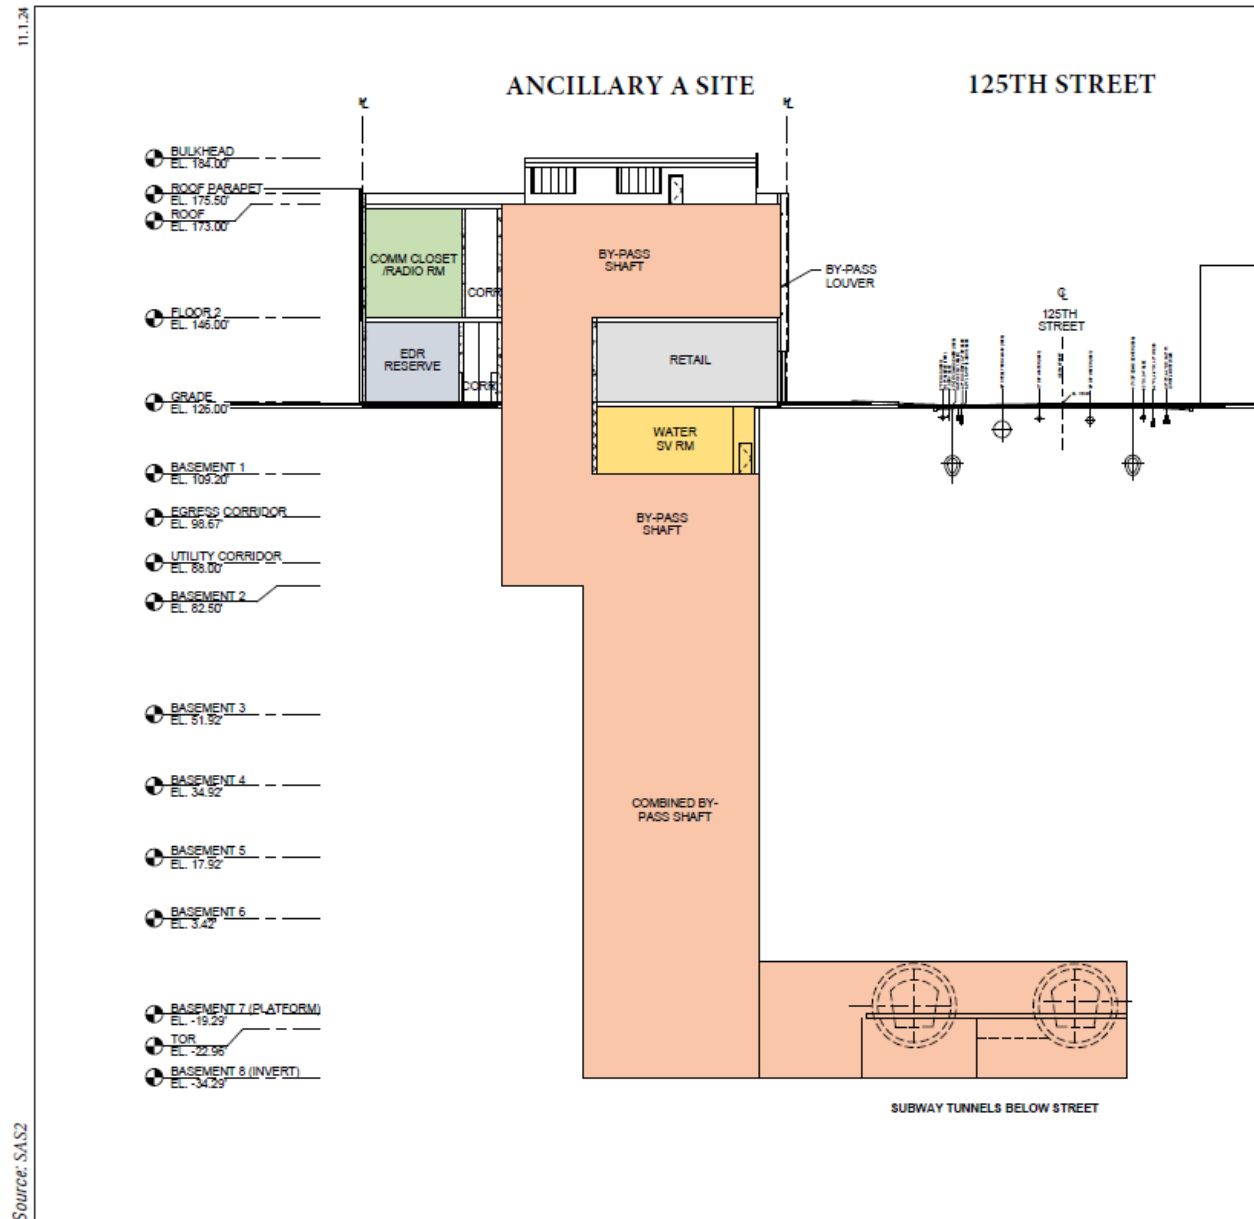 11.1.24
ANCILLARY A SITE
125TH STREET
BULKHEAD
EL. 184.00'
ROOF PARAPET
EL. 175.50'
ROOF
EL. 173.00'
COMM CLOSET
/RADIO RM
CORR
BY-PASS
SHAFT
BY-PASS
LOUVER
FLOOR 2
EL. 146.00'
125TH
STREET
EDR
RESERVE
CORR
RETAIL
GRADE
EL. 126.00'
WATER
SV RM
BASEMENT 1
EL. 109.20'
EGRESS CORRIDOR
EL. 98.67'
BY-PASS
SHAFT
UTILITY CORRIDOR
EL. 88.00'
BASEMENT 2
EL. 82.50'
BASEMENT 3
EL. 51.92'
BASEMENT 4
EL. 34.92'
COMBINED BY-
PASS SHAFT
BASEMENT 5
EL. 17.92'
BASEMENT 6
EL. 3.42'
BASEMENT 7 (PLATFORM)
EL. -19.29'
TOR
EL. -22.96'
BASEMENT 8 (INVERT)
EL. -34.29'
SUBWAY TUNNELS BELOW STREET
Source: SAS2